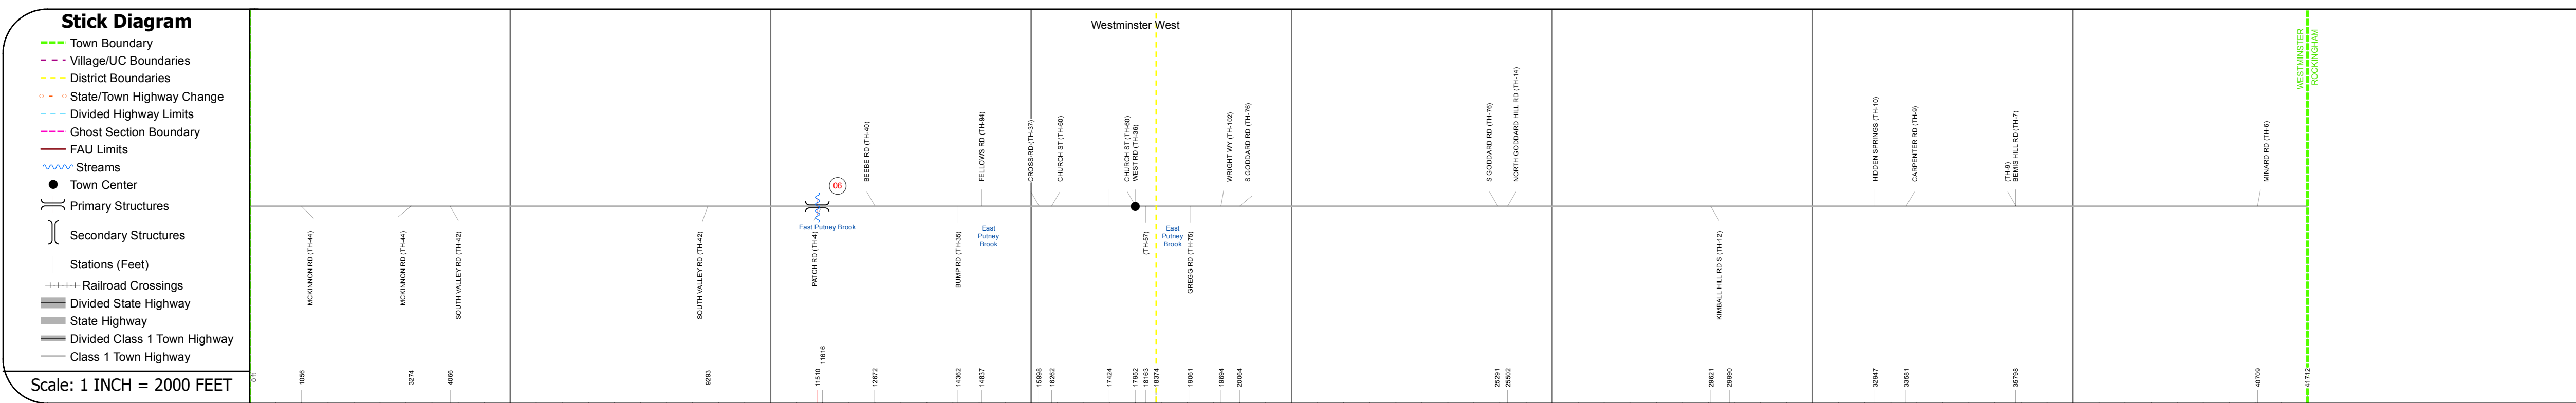 Stick Diagram
Town Boundary
Village/UC Boundaries
District Boundaries
State/Town Highway Change
Divided Highway Limits
Ghost Section Boundary
FAU Limits
Streams
Town Center
Primary Structures
Secondary Structures
Stations (Feet)
Railroad Crossings
Divided State Highway
State Highway
Divided Class 1 Town Highway
Class 1 Town Highway
Scale: 1 INCH = 2000 FEET
Westminster West
WESTMINSTER
ROCKINGHAM
BEEBE RD (TH-40)
FELLOWS RD (TH-94)
CROSS RD (TH-37)
CHURCH ST (TH-60)
CHURCH ST (TH-60)
WEST RD (TH-36)
WRIGHT WY (TH-102)
S GODDARD RD (TH-76)
S GODDARD RD (TH-76)
NORTH GODDARD HILL RD (TH-14)
HIDDEN SPRINGS (TH-10)
CARPENTER RD (TH-9)
(TH-9)
BEMIS HILL RD (TH-7)
MINARD RD (TH-6)
06
East Putney Brook
East
Putney
Brook
East
Putney
Brook
MCKINNON RD (TH-44)
MCKINNON RD (TH-44)
SOUTH VALLEY RD (TH-42)
SOUTH VALLEY RD (TH-42)
PATCH RD (TH-4)
BUMP RD (TH-35)
(TH-57)
GREGG RD (TH-75)
KIMBALL HILL RD S (TH-12)
0 ft
1056
3274
4066
9293
11510
11616
12672
14362
14837
15998
16262
17424
17952
18163
18374
19061
19694
20064
25291
25502
29621
29990
32947
33581
35798
40709
41712